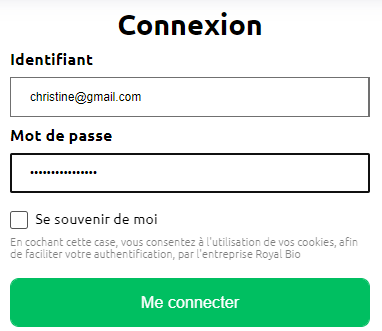 Connexion
Identifiant
christine@gmail.com
Mot de passe
••••••••••••••••
Se souvenir de moi
En cochant cette case, vous consentez à l'utilisation de vos cookies, afin
de faciliter votre authentification, par l'entreprise Royal Bio
Me connecter